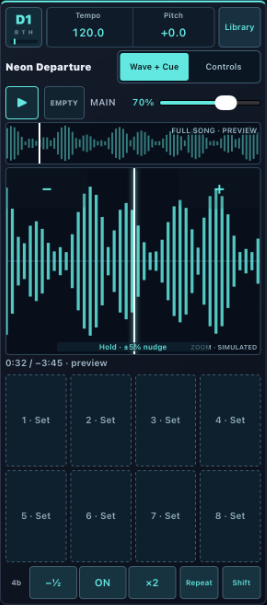 D1
BTH
Tempo
120.0
Pitch
+0.0
Library
Neon Departure
Wave + Cue
Controls
▶
EMPTY
MAIN
70%
FULL SONG · PREVIEW
−
+
Hold · ±5% nudge
ZOOM · SIMULATED
0:32 / −3:45 · preview
1 · Set
2 · Set
3 · Set
4 · Set
5 · Set
6 · Set
7 · Set
8 · Set
4b
−½
ON
×2
Repeat
Shift